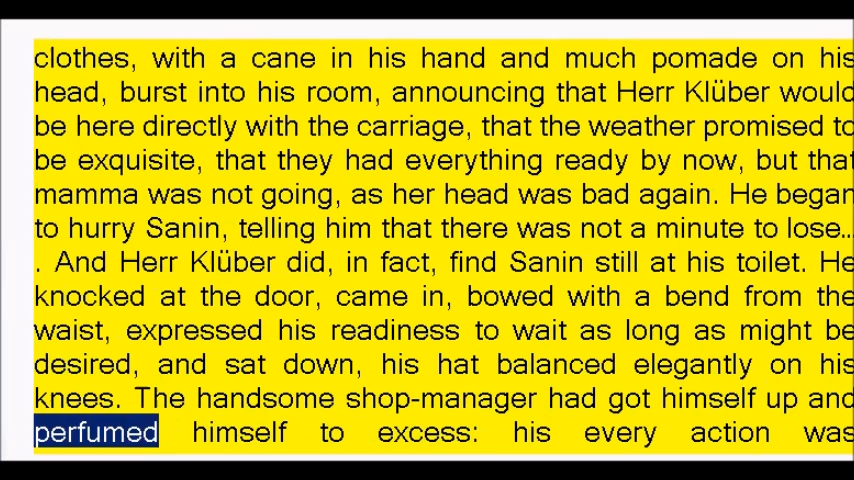 clothes, with a cane in his hand and much pomade on his
head, burst into his room, announcing that Herr Klüber would
be here directly with the carriage, that the weather promised to
be exquisite, that they had everything ready by now, but that
mamma was not going, as her head was bad again. He began
to hurry Sanin, telling him that there was not a minute to lose..
. And Herr Klüber did, in fact, find Sanin still at his toilet. He
knocked at the door, came in, bowed with a bend from the
waist, expressed his readiness to wait as long as might be
desired, and sat down, his hat balanced elegantly on his
knees. The handsome shop-manager had got himself up and
perfumed himself to excess: his every action was